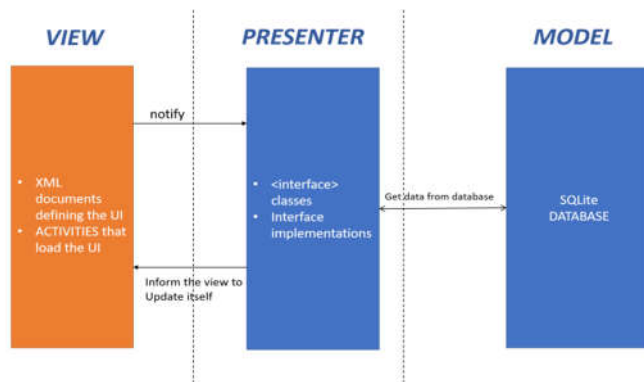 VIEW
PRESENTER
MODEL
notify
• XML
documents
defining the UI
• ACTIVITIES that
load the UI
• <interface>
classes
• Interface
implementations
Get data from database
SQLite
DATABASE
Inform the view to
Update itself